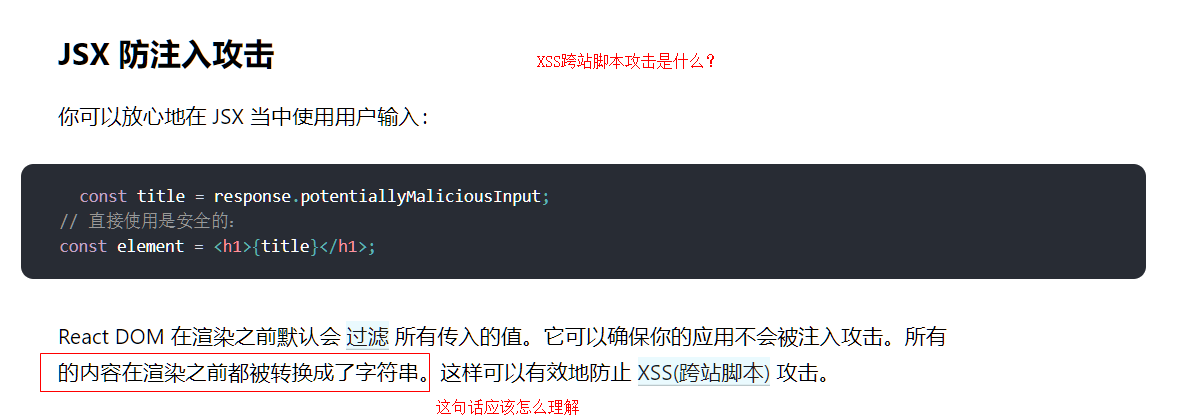 JSX 防注入攻击
XSS跨站脚本攻击是什么？
你可以放心地在 JSX 当中使用用户输入：
const title = response.potentiallyMaliciousInput;
// 直接使用是安全的：
const element = <h1>{title}</h1>;
React DOM 在渲染之前默认会 过滤 所有传入的值。它可以确保你的应用不会被注入攻击。所有
的内容在渲染之前都被转换成了字符串。这样可以有效地防止 XSS(跨站脚本) 攻击。
这句话应该怎么理解